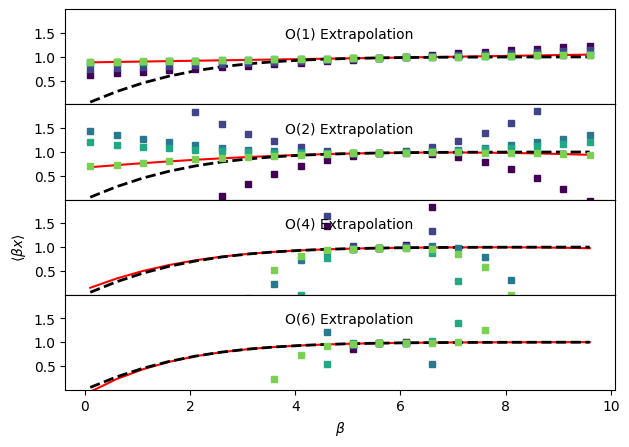 O(1) Extrapolation
1.5
1.0
0.5
O(2) Extrapolation
1.5
1.0
0.5
O(4) Extrapolation
1.5
1.0
0.5
O(6) Extrapolation
1.5
1.0
0.5
⟨βx⟩
0 2 4 6 8 10
β